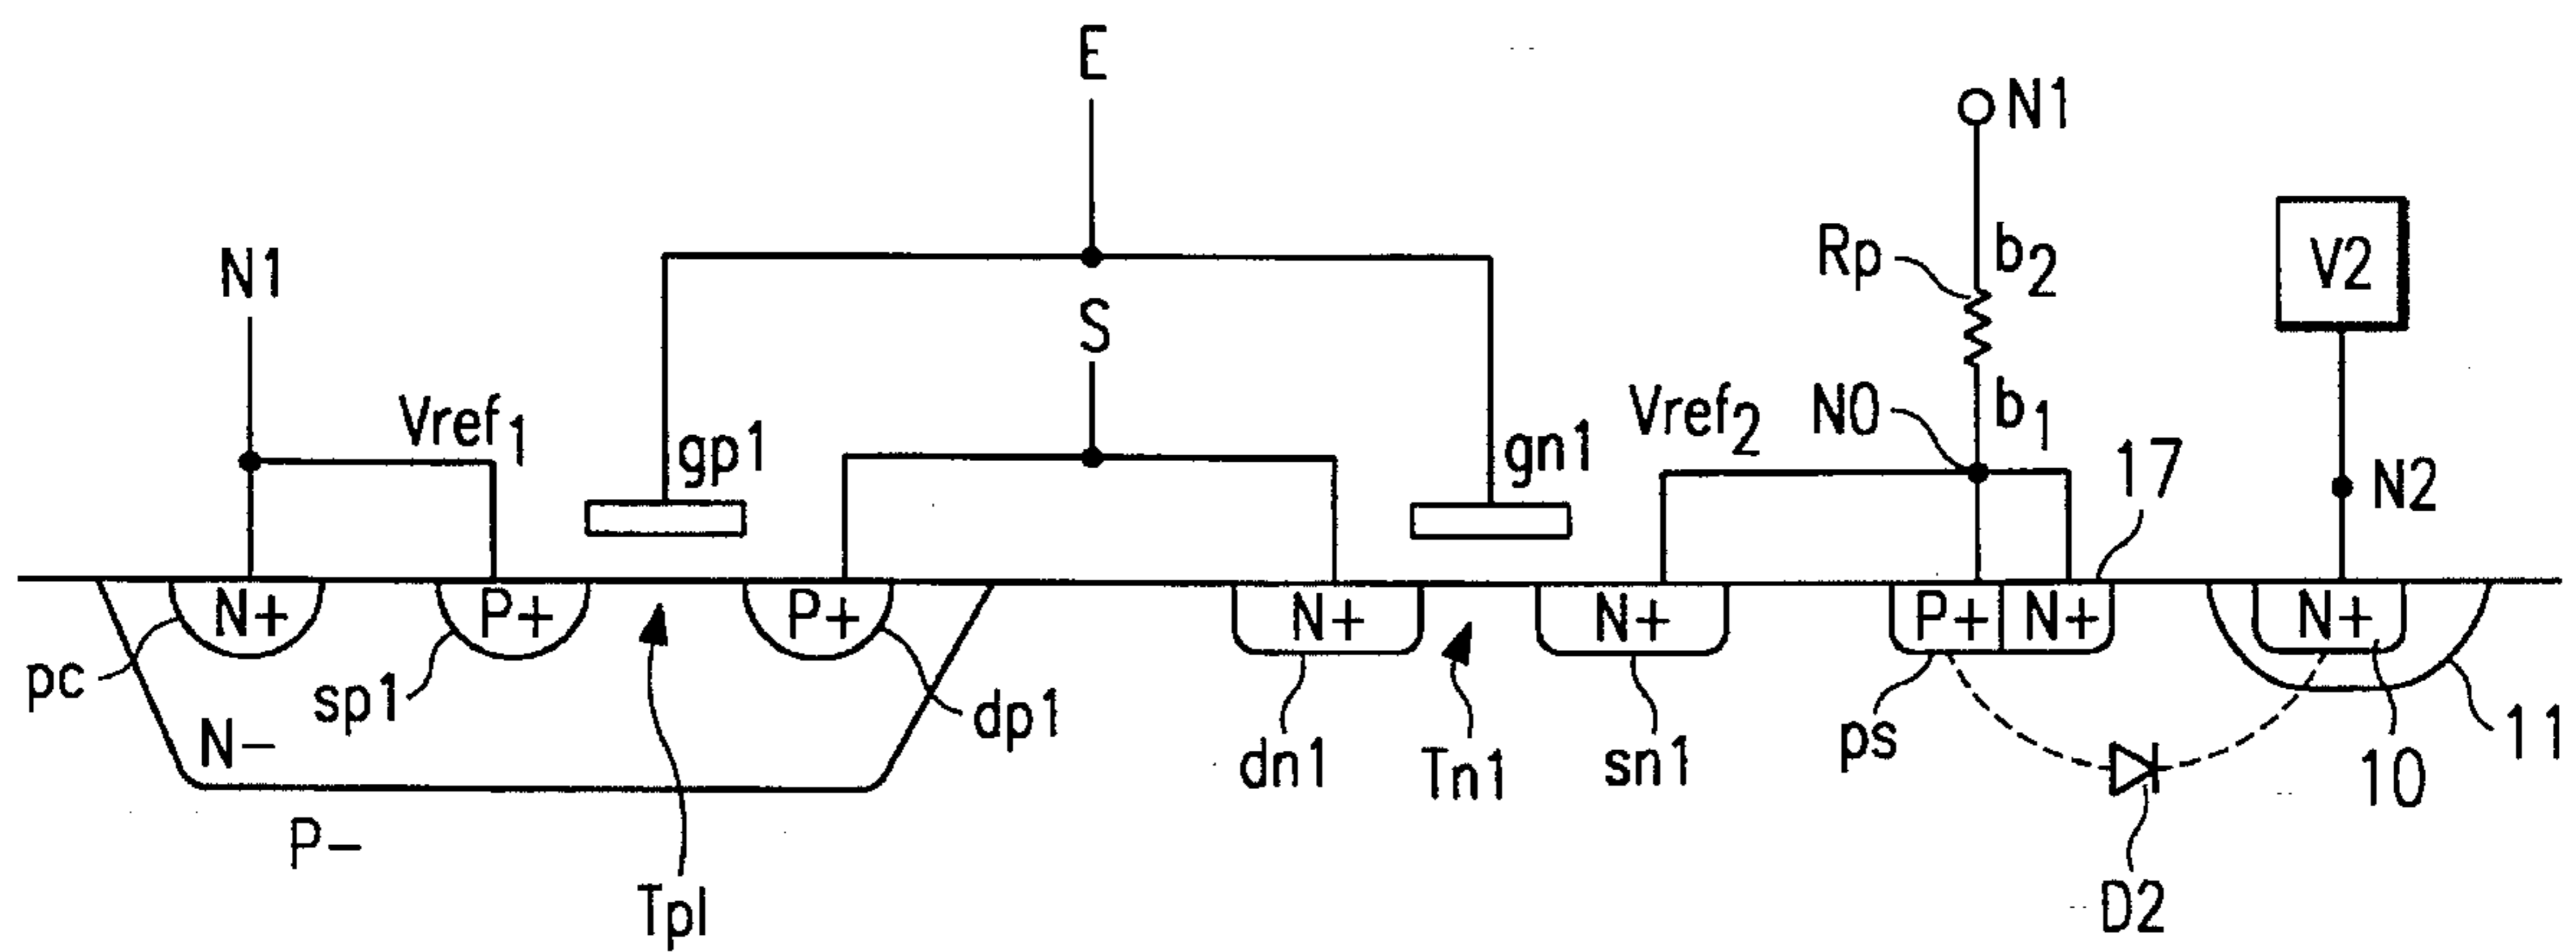 E
N1
N1
Rp
b2
V2
S
Vref1
gp1
gn1
Vref2
N0
b1
17
N2
N+
P+
P+
N+
N+
P+
N+
N+
pc
sp1
N-
dp1
dn1
Tn1
sn1
ps
10
11
P-
Tpl
D2